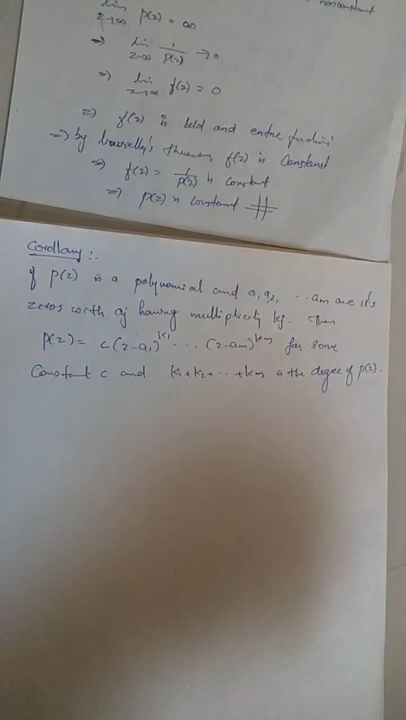 lim z→∞ p(z) = ∞
⇒ lim z→∞ 1/p(z) → 0
⇒ lim z→∞ f(z) = 0
⇒ f(z) is bdd and entire function
⇒ by Liouville's theorem f(z) is constant
⇒ f(z) = 1/p(z) is constant
⇒ p(z) is constant #
Corollary :-
If p(z) is a polynomial and a₁ a₂, ... am are its
zeros with aj having multiplicity kj. Then
p(z) = c(z-a₁)^k₁ ... (z-am)^km for some
Constant c and k₁+k₂+...+km is the degree of p(z).